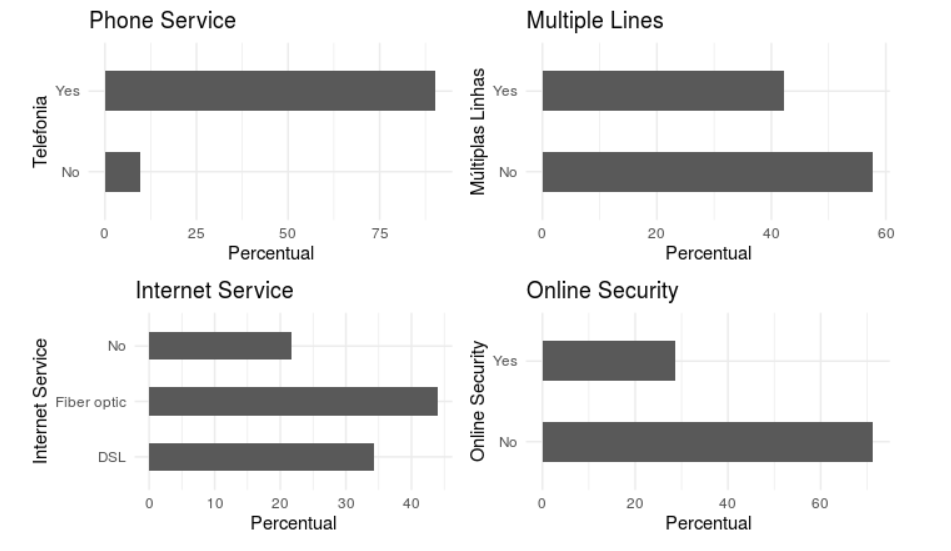 Phone Service
Telefonia
Yes
No
0 25 50 75
Percentual
Multiple Lines
Múltiplas Linhas
Yes
No
0 20 40 60
Percentual
Internet Service
Internet Service
No
Fiber optic
DSL
0 10 20 30 40
Percentual
Online Security
Online Security
Yes
No
0 20 40 60
Percentual